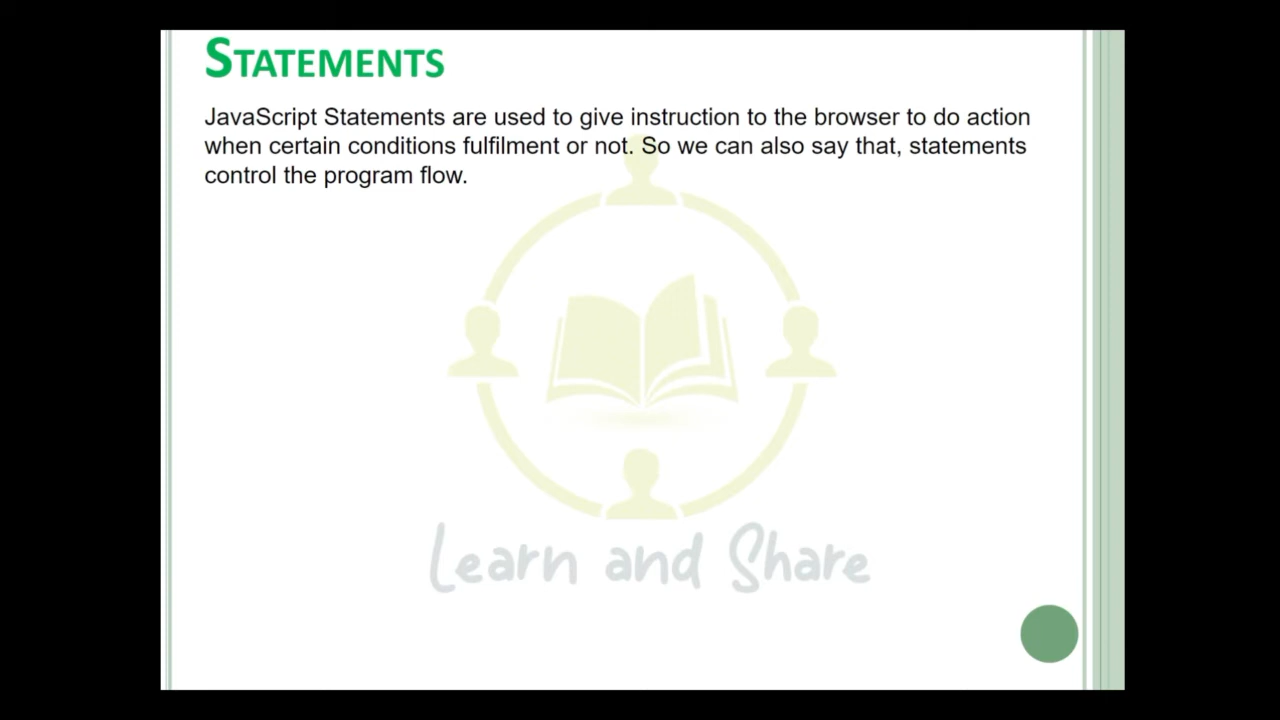 STATEMENTS
JavaScript Statements are used to give instruction to the browser to do action
when certain conditions fulfilment or not. So we can also say that, statements
control the program flow.
Learn and Share